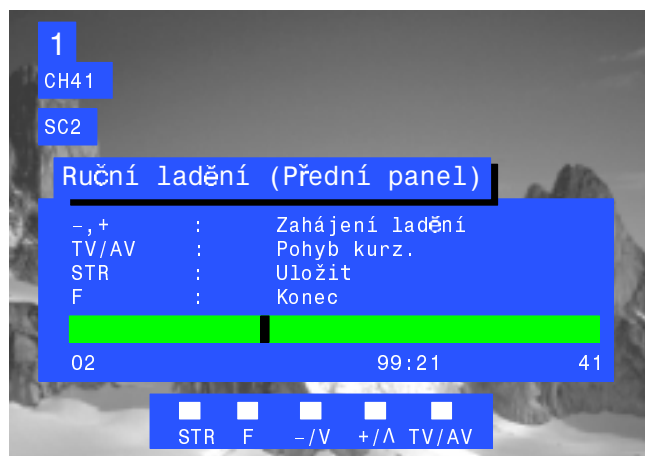 1
CH41
SC2
Ruční ladění (Přední panel)
–,+ : Zahájení ladění
TV/AV : Pohyb kurz.
STR : Uložit
F : Konec
02 99:21 41
STR F –/V +/Λ TV/AV